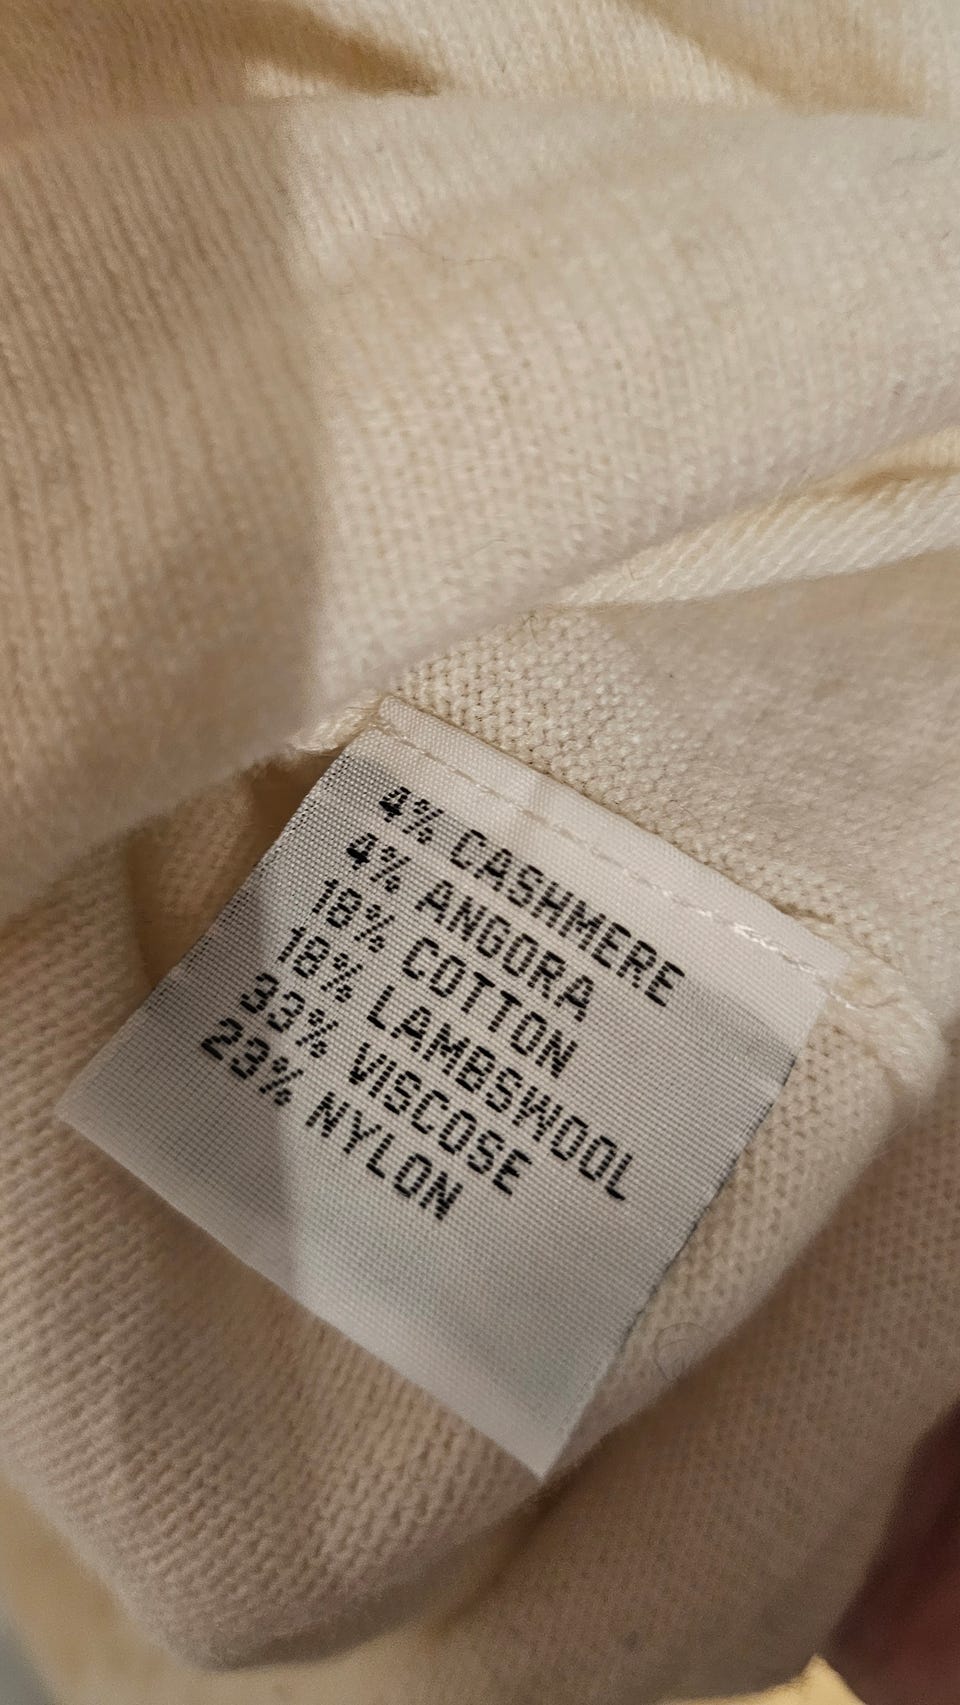 4% CASHMERE
4% ANGORA
18% COTTON
18% LAMBSWOOL
33% VISCOSE
23% NYLON